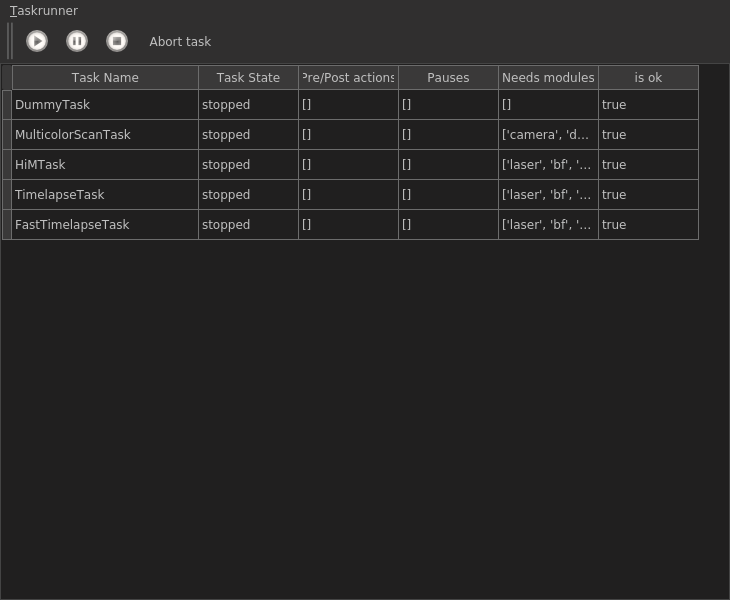 Taskrunner
Abort task
Task Name Task State Pre/Post actions Pauses Needs modules is ok
DummyTask stopped [] [] [] true
MulticolorScanTask stopped [] [] ['camera', 'd... true
HiMTask stopped [] [] ['laser', 'bf', '... true
TimelapseTask stopped [] [] ['laser', 'bf', '... true
FastTimelapseTask stopped [] [] ['laser', 'bf', '... true